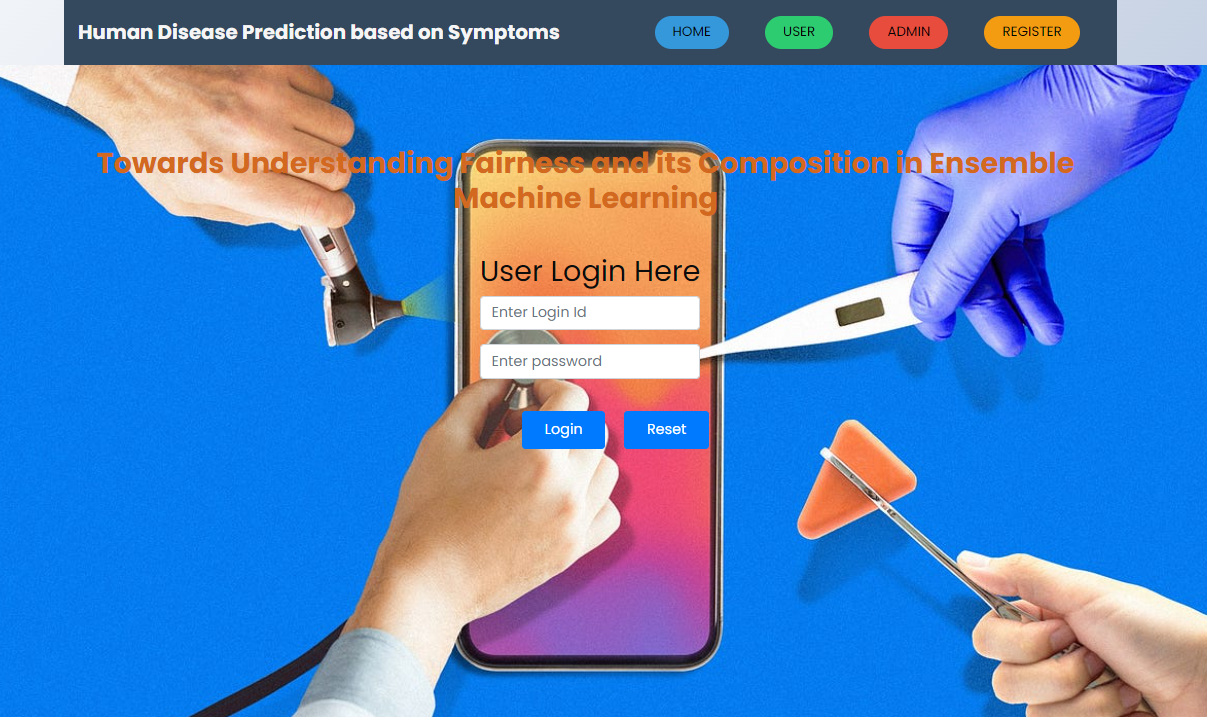 Human Disease Prediction based on Symptoms
HOME
USER
ADMIN
REGISTER
Towards Understanding Fairness and its Composition in Ensemble
Machine Learning
User Login Here
Enter Login Id
Enter password
Login
Reset